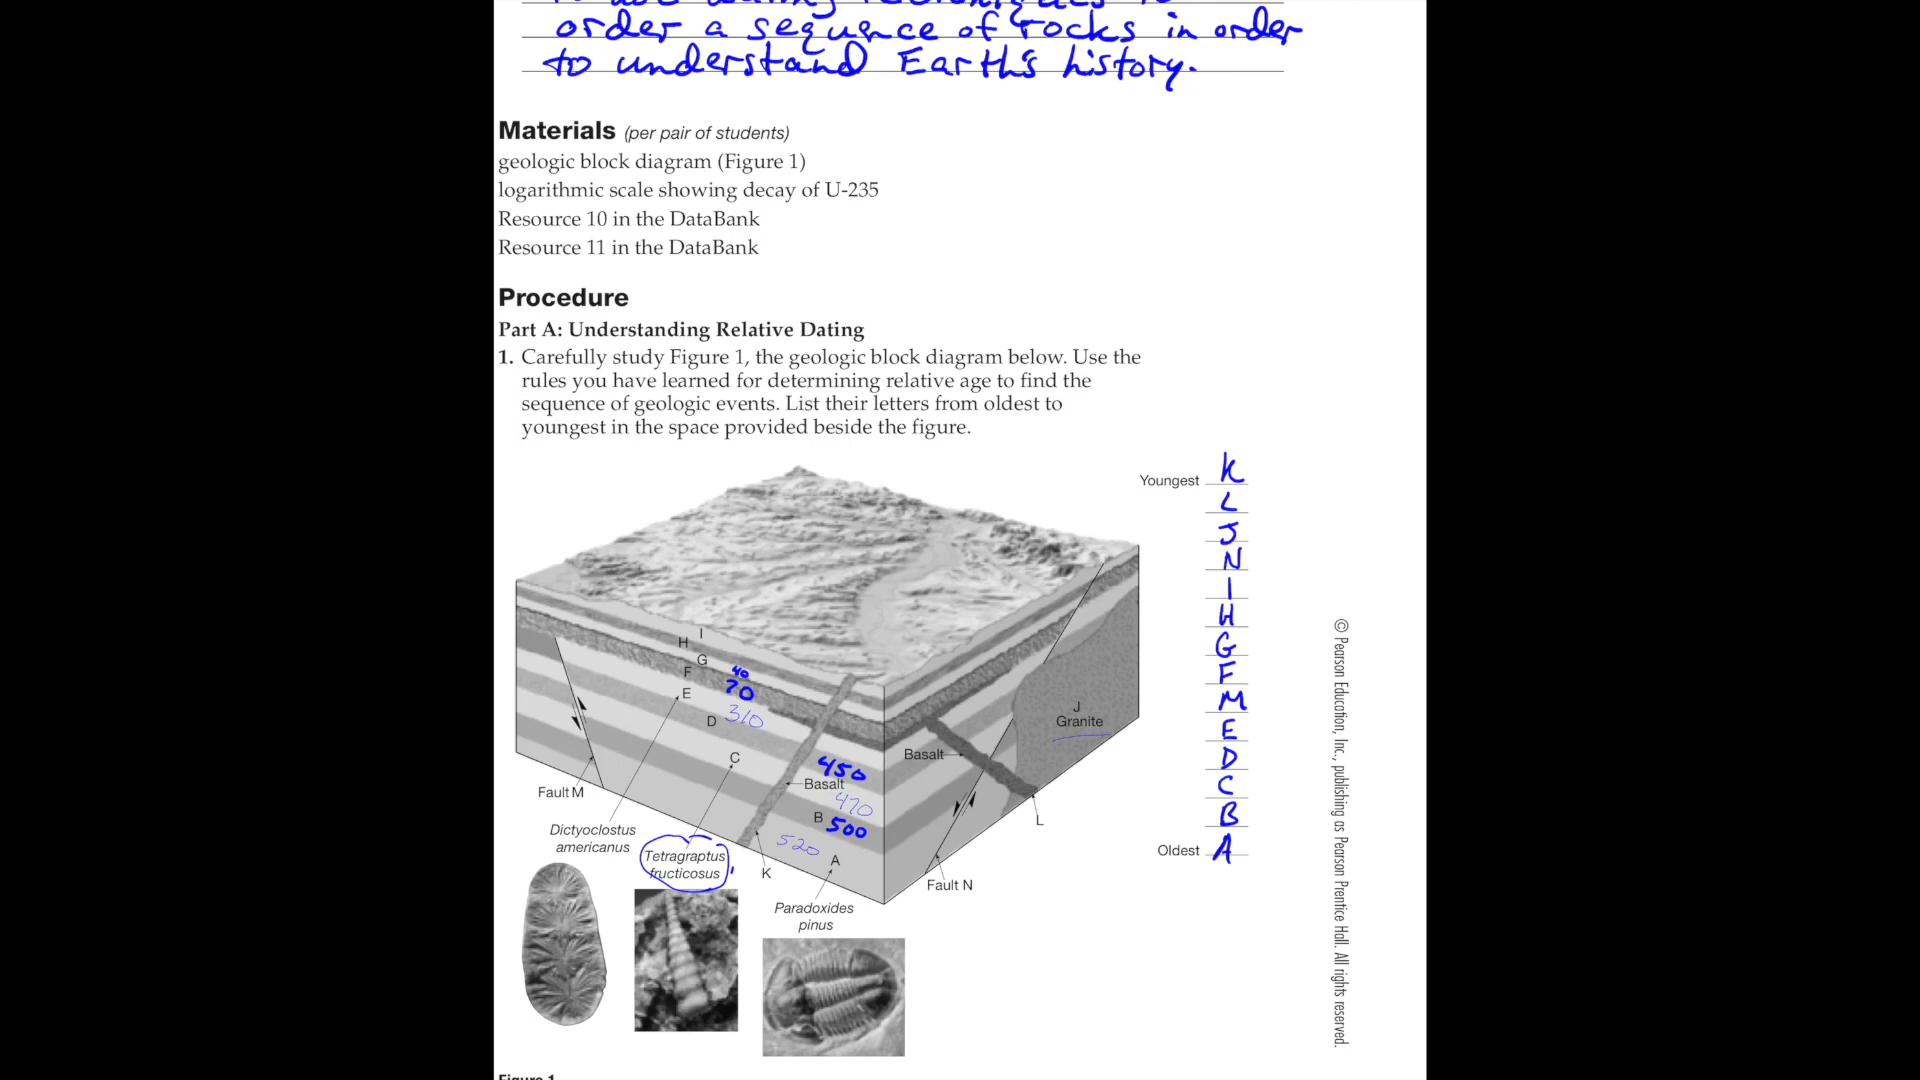 order a sequence of rocks in order
to understand Earth's history.
Materials (per pair of students)
geologic block diagram (Figure 1)
logarithmic scale showing decay of U-235
Resource 10 in the DataBank
Resource 11 in the DataBank
Procedure
Part A: Understanding Relative Dating
1. Carefully study Figure 1, the geologic block diagram below. Use the
rules you have learned for determining relative age to find the
sequence of geologic events. List their letters from oldest to
youngest in the space provided beside the figure.
Youngest K
L
J
N
I
H
G
F
M
E
D
C
B
Oldest A
I
H
G
F
40
E
70
D
310
C
450
Basalt
470
B
500
520
A
J
Granite
Basalt
L
Fault M
Fault N
K
Dictyoclostus
americanus
Tetragraptus
fructicosus
Paradoxides
pinus
© Pearson Education, Inc., publishing as Pearson Prentice Hall. All rights reserved.
Figure 1